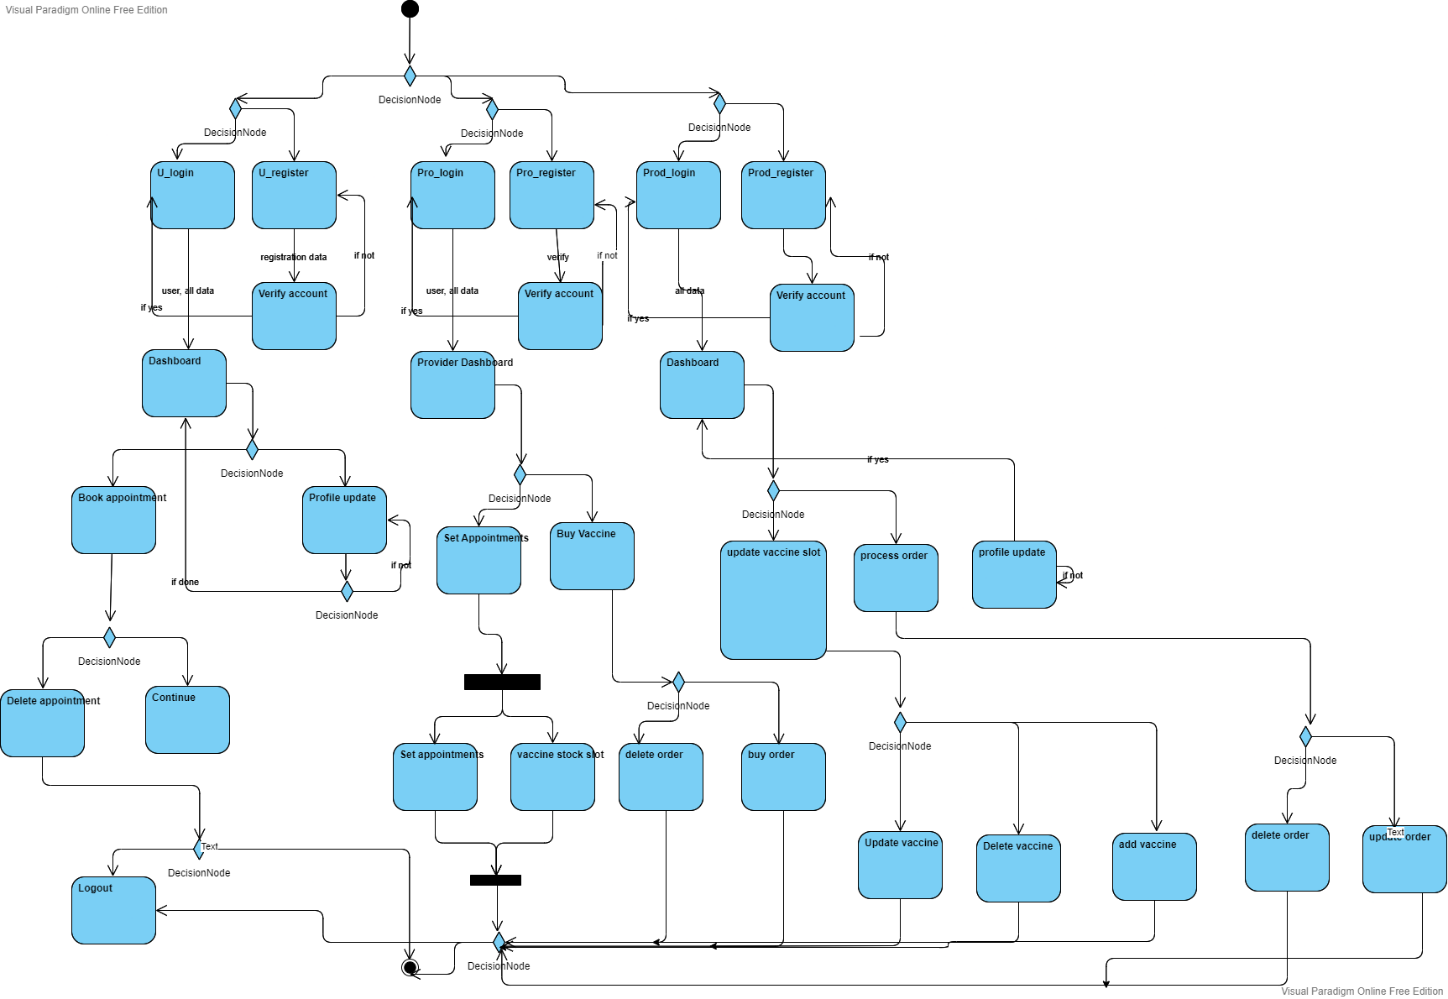 Visual Paradigm Online Free Edition
DecisionNode
DecisionNode
DecisionNode
DecisionNode
U_login
U_register
Pro_login
Pro_register
Prod_login
Prod_register
registration data
if not
verify
if not
if not
user, all data
Verify account
user, all data
Verify account
all data
Verify account
if yes
if yes
if yes
Dashboard
Provider Dashboard
Dashboard
if yes
DecisionNode
Book appointment
Profile update
DecisionNode
DecisionNode
Set Appointments
Buy Vaccine
update vaccine slot
process order
profile update
if not
if not
if done
DecisionNode
DecisionNode
Delete appointment
Continue
DecisionNode
DecisionNode
Set appointments
vaccine stock slot
delete order
buy order
DecisionNode
Text
DecisionNode
Update vaccine
Delete vaccine
add vaccine
delete order
Text
update order
Logout
DecisionNode
Visual Paradigm Online Free Edition